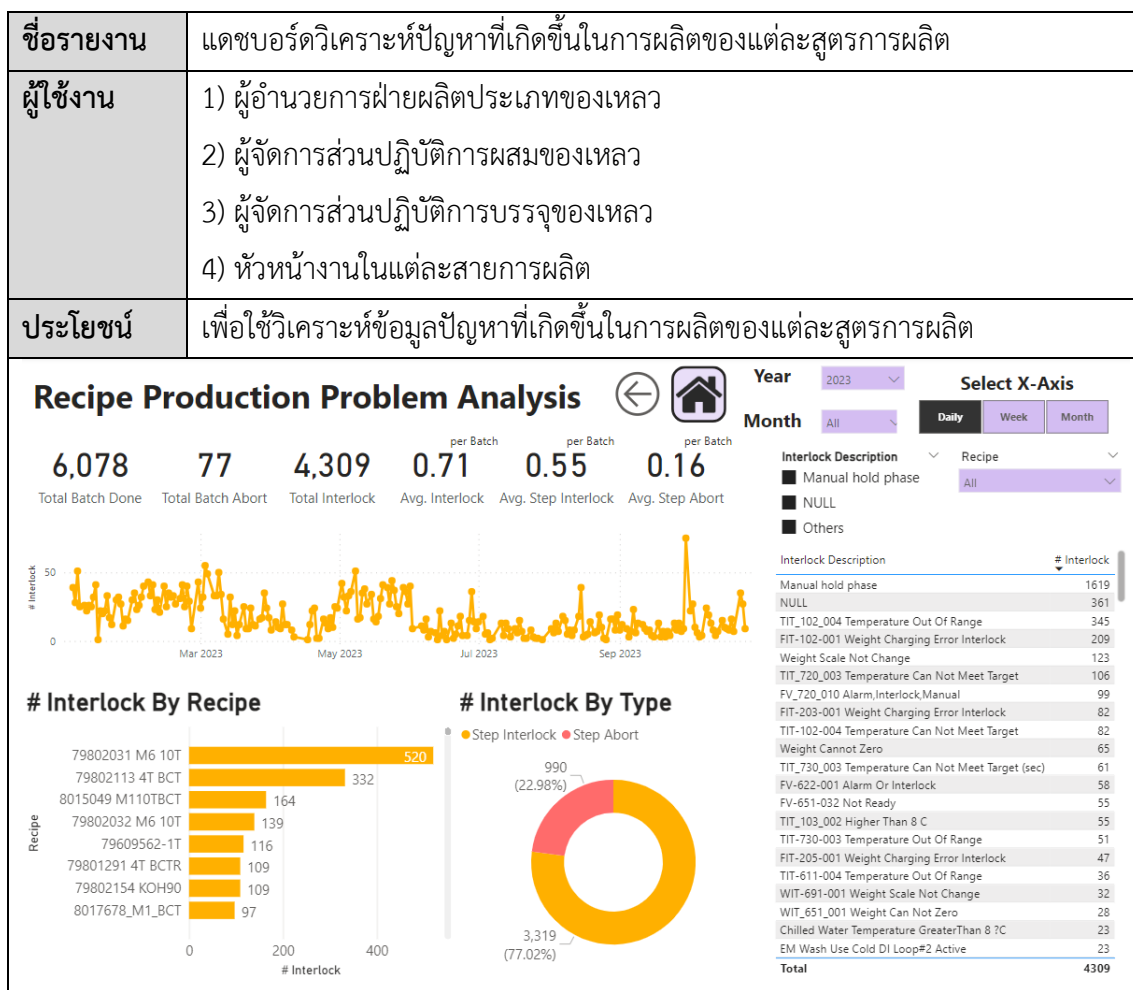 ชื่อรายงาน แดชบอร์ดวิเคราะห์ปัญหาที่เกิดขึ้นในการผลิตของแต่ละสูตรการผลิต
ผู้ใช้งาน 1) ผู้อำนวยการฝ่ายผลิตประเภทของเหลว
2) ผู้จัดการส่วนปฏิบัติการผสมของเหลว
3) ผู้จัดการส่วนปฏิบัติการบรรจุของเหลว
4) หัวหน้างานในแต่ละสายการผลิต
ประโยชน์ เพื่อใช้วิเคราะห์ข้อมูลปัญหาที่เกิดขึ้นในการผลิตของแต่ละสูตรการผลิต
Recipe Production Problem Analysis
Year 2023
Month All
Select X-Axis
Daily Week Month
per Batch per Batch per Batch
6,078 77 4,309 0.71 0.55 0.16
Total Batch Done Total Batch Abort Total Interlock Avg. Interlock Avg. Step Interlock Avg. Step Abort
Interlock Description
Manual hold phase
NULL
Others
Recipe
All
# Interlock
50
0
Mar 2023 May 2023 Jul 2023 Sep 2023
# Interlock By Recipe
Recipe
79802031 M6 10T 520
79802113 4T BCT 332
8015049 M110TBCT 164
79802032 M6 10T 139
79609562-1T 116
79801291 4T BCTR 109
79802154 KOH90 109
8017678_M1_BCT 97
0 200 400
# Interlock
# Interlock By Type
Step Interlock Step Abort
990
(22.98%)
3,319
(77.02%)
Interlock Description # Interlock
Manual hold phase 1619
NULL 361
TIT_102_004 Temperature Out Of Range 345
FIT-102-001 Weight Charging Error Interlock 209
Weight Scale Not Change 123
TIT_720_003 Temperature Can Not Meet Target 106
FV_720_010 Alarm,Interlock,Manual 99
FIT-203-001 Weight Charging Error Interlock 82
TIT-102-004 Temperature Can Not Meet Target 82
Weight Cannot Zero 65
TIT_730_003 Temperature Can Not Meet Target (sec) 61
FV-622-001 Alarm Or Interlock 58
FV-651-032 Not Ready 55
TIT_103_002 Higher Than 8 C 55
TIT-730-003 Temperature Out Of Range 51
FIT-205-001 Weight Charging Error Interlock 47
TIT-611-004 Temperature Out Of Range 36
WIT-691-001 Weight Scale Not Change 32
WIT_651_001 Weight Can Not Zero 28
Chilled Water Temperature GreaterThan 8 ?C 23
EM Wash Use Cold DI Loop#2 Active 23
Total 4309